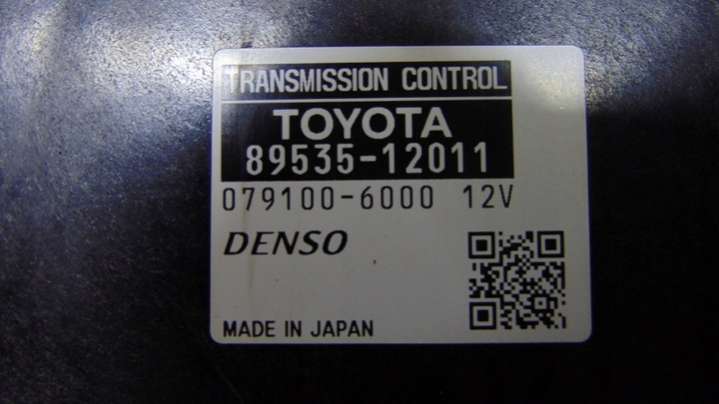 TRANSMISSION CONTROL
TOYOTA
89535-12011
079100-6000 12V
DENSO
MADE IN JAPAN